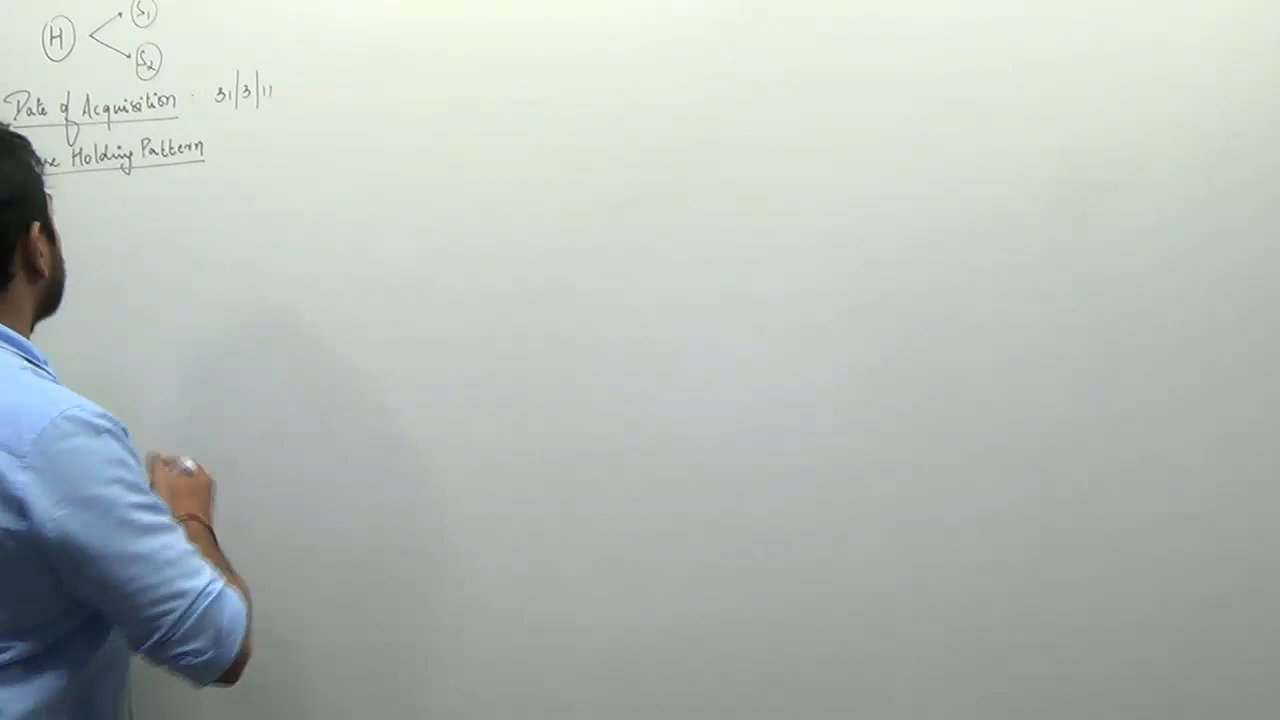 H S1
S2
Date of Acquisition : 31/3/11
Holding Pattern